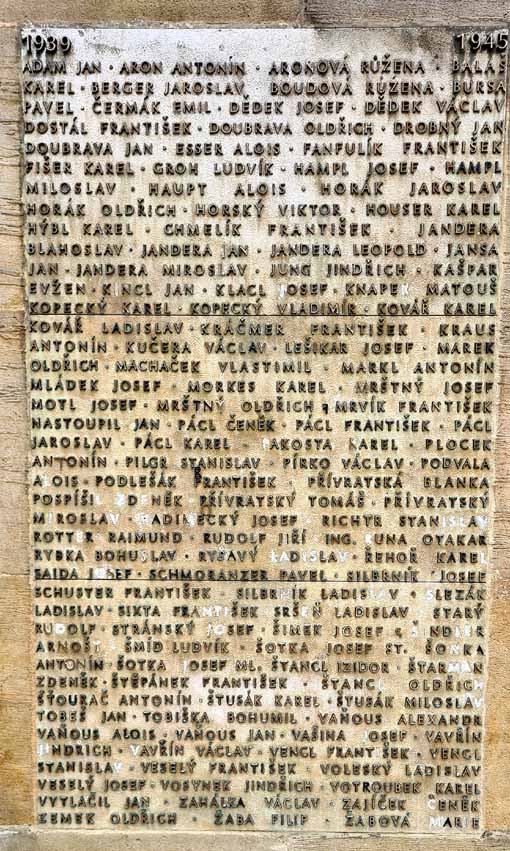 1939 1945
ADAM JAN · ARON ANTONÍN · ARONOVÁ RŮŽENA · BALAŠ
KAREL · BERGER JAROSLAV, BOUDOVÁ RŮŽENA · BURSA
PAVEL · ČERMÁK EMIL · DĚDEK JOSEF · DĚDEK VÁCLAV
DOSTÁL FRANTIŠEK · DOUBRAVA OLDŘICH · DROBNÝ JAN
DOUBRAVA JAN · ESSER ALOIS · FANFULÍK FRANTIŠEK
FIŠER KAREL · GROH LUDVÍK · HAMPL JOSEF · HAMPL
MILOSLAV · HAUPT ALOIS · HORÁK JAROSLAV
HORÁK OLDŘICH · HORSKÝ VIKTOR · HOUSER KAREL
HÝBL KAREL · CHMELÍK FRANTIŠEK · JANDERA
BLAHOSLAV · JANDERA JAN · JANDERA LEOPOLD · JANSA
JAN · JANDERA MIROSLAV · JUNG JINDŘICH · KAŠPAR
EVŽEN · KINCL JAN · KLACL JOSEF · KNAPEK MATOUŠ
KOPECKÝ KAREL · KOPECKÝ VLADIMÍR · KOVÁŘ KAREL
KOVÁŘ LADISLAV · KRÁČMER FRANTIŠEK · KRAUS
ANTONÍN · KUČERA VÁCLAV · LEŠIKAR JOSEF · MAREK
OLDŘICH · MACHAČEK VLASTIMIL · MARKL ANTONÍN
MLÁDEK JOSEF · MORKES KAREL · MRŠTNÝ JOSEF
MOTL JOSEF · MRŠTNÝ OLDŘICH · MRVÍK FRANTIŠEK
NASTOUPIL JAN · PÁCL ČENĚK · PÁCL FRANTIŠEK · PÁCL
JAROSLAV · PÁCL KAREL · PAKOSTA KAREL · PLOCEK
ANTONÍN · PILGR STANISLAV · PÍRKO VÁCLAV · PODVALA
ALOIS · PODLEŠÁK FRANTIŠEK · PŘÍVRATSKÁ BLANKA
POSPÍŠIL ZDENĚK · PŘÍVRATSKÝ TOMÁŠ · PŘÍVRATSKÝ
MIROSLAV · RADIMECKÝ JOSEF · RICHTR STANISLAV
ROTTER RAIMUND · RUDOLF JIŘÍ · ING. RUNA OTAKAR
RYBKA BOHUSLAV · RYBAVÝ LADISLAV · ŘEHOŘ KAREL
SAIDA JOSEF · SCHMORANZER PAVEL · SILBERNÍK JOSEF
SCHUSTER FRANTIŠEK · SILBERNÍK LADISLAV · SLEZÁK
LADISLAV · SIXTA FRANTIŠEK SRŠEŇ LADISLAV · STARÝ
RUDOLF · STRÁNSKÝ JOSEF · ŠIMEK JOSEF · ŠINDLER
ARNOŠT · ŠMÍD LUDVÍK · ŠOTKA JOSEF ST. ŠONKA
ANTONÍN · ŠOTKA JOSEF ML. ŠTANCL IZIDOR · ŠTARMAN
ZDENĚK · ŠTĚPÁNEK FRANTIŠEK · ŠTANCL OLDŘICH
ŠŤOURAČ ANTONÍN · ŠTUSÁK KAREL · ŠTUSÁK MILOSLAV
TOBEŠ JAN · TOBIŠKA BOHUMIL · VAŇOUS ALEXANDR
VAŇOUS ALOIS · VAŇOUS JAN · VAŠINA JOSEF · VAVŘÍN
JINDŘICH · VAVŘÍN VÁCLAV · VENCL FRANTIŠEK · VENCL
STANISLAV · VESELÝ FRANTIŠEK VOLESKÝ LADISLAV
VESELÝ JOSEF · VOSYNEK JINDŘICH · VOTROUBEK KAREL
VYTLAČIL JAN · ZAHÁLKA VÁCLAV · ZAJÍČEK ČENĚK
ZEMEK OLDŘICH · ŽABA FILIP · ŽABOVÁ MARIE